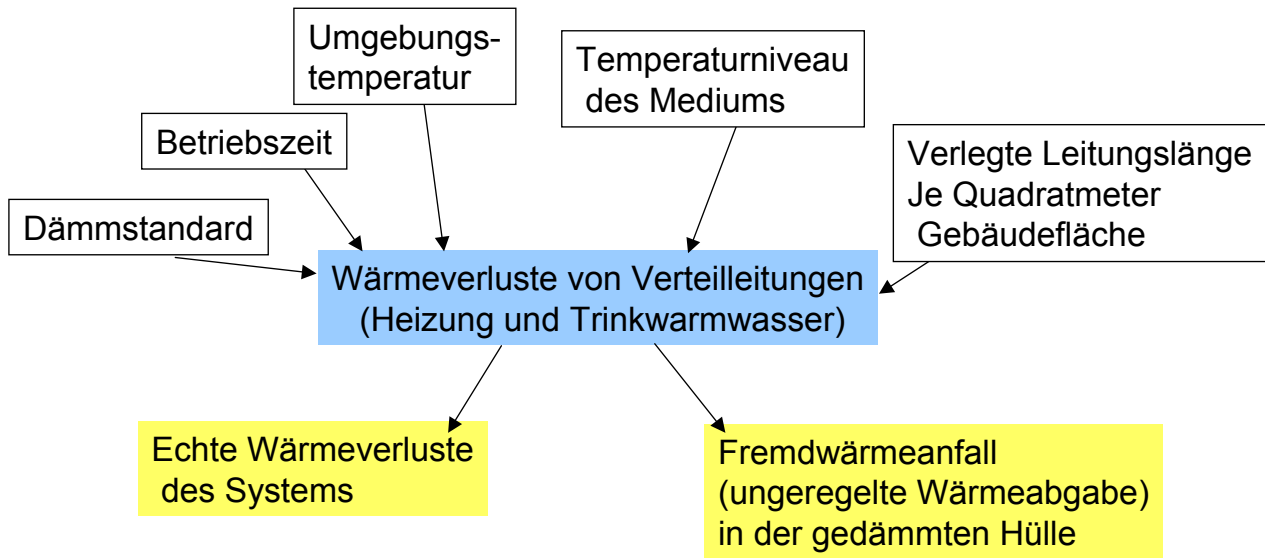 Umgebungs-
temperatur
Temperaturniveau
des Mediums
Betriebszeit
Verlegte Leitungslänge
Je Quadratmeter
Gebäudefläche
Dämmstandard
Wärmeverluste von Verteilleitungen
(Heizung und Trinkwarmwasser)
Echte Wärmeverluste
des Systems
Fremdwärmeanfall
(ungeregelte Wärmeabgabe)
in der gedämmten Hülle